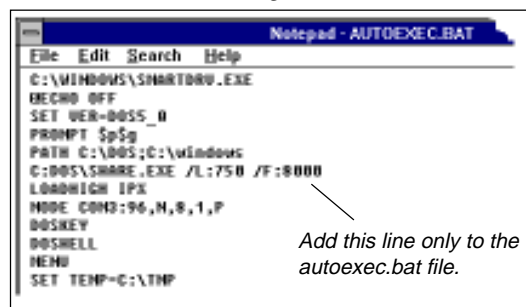 Notepad - AUTOEXEC.BAT
File Edit Search Help
C:\WINDOWS\SMARTDRV.EXE
@ECHO OFF
SET VER=DOS5_0
PROMPT $p$g
PATH C:\DOS;C:\windows
C:DOS\SHARE.EXE /L:750 /F:8000
LOADHIGH IPX
MODE COM3:96,N,8,1,P
DOSKEY
DOSHELL
MENU
SET TEMP=C:\TMP
Add this line only to the
autoexec.bat file.